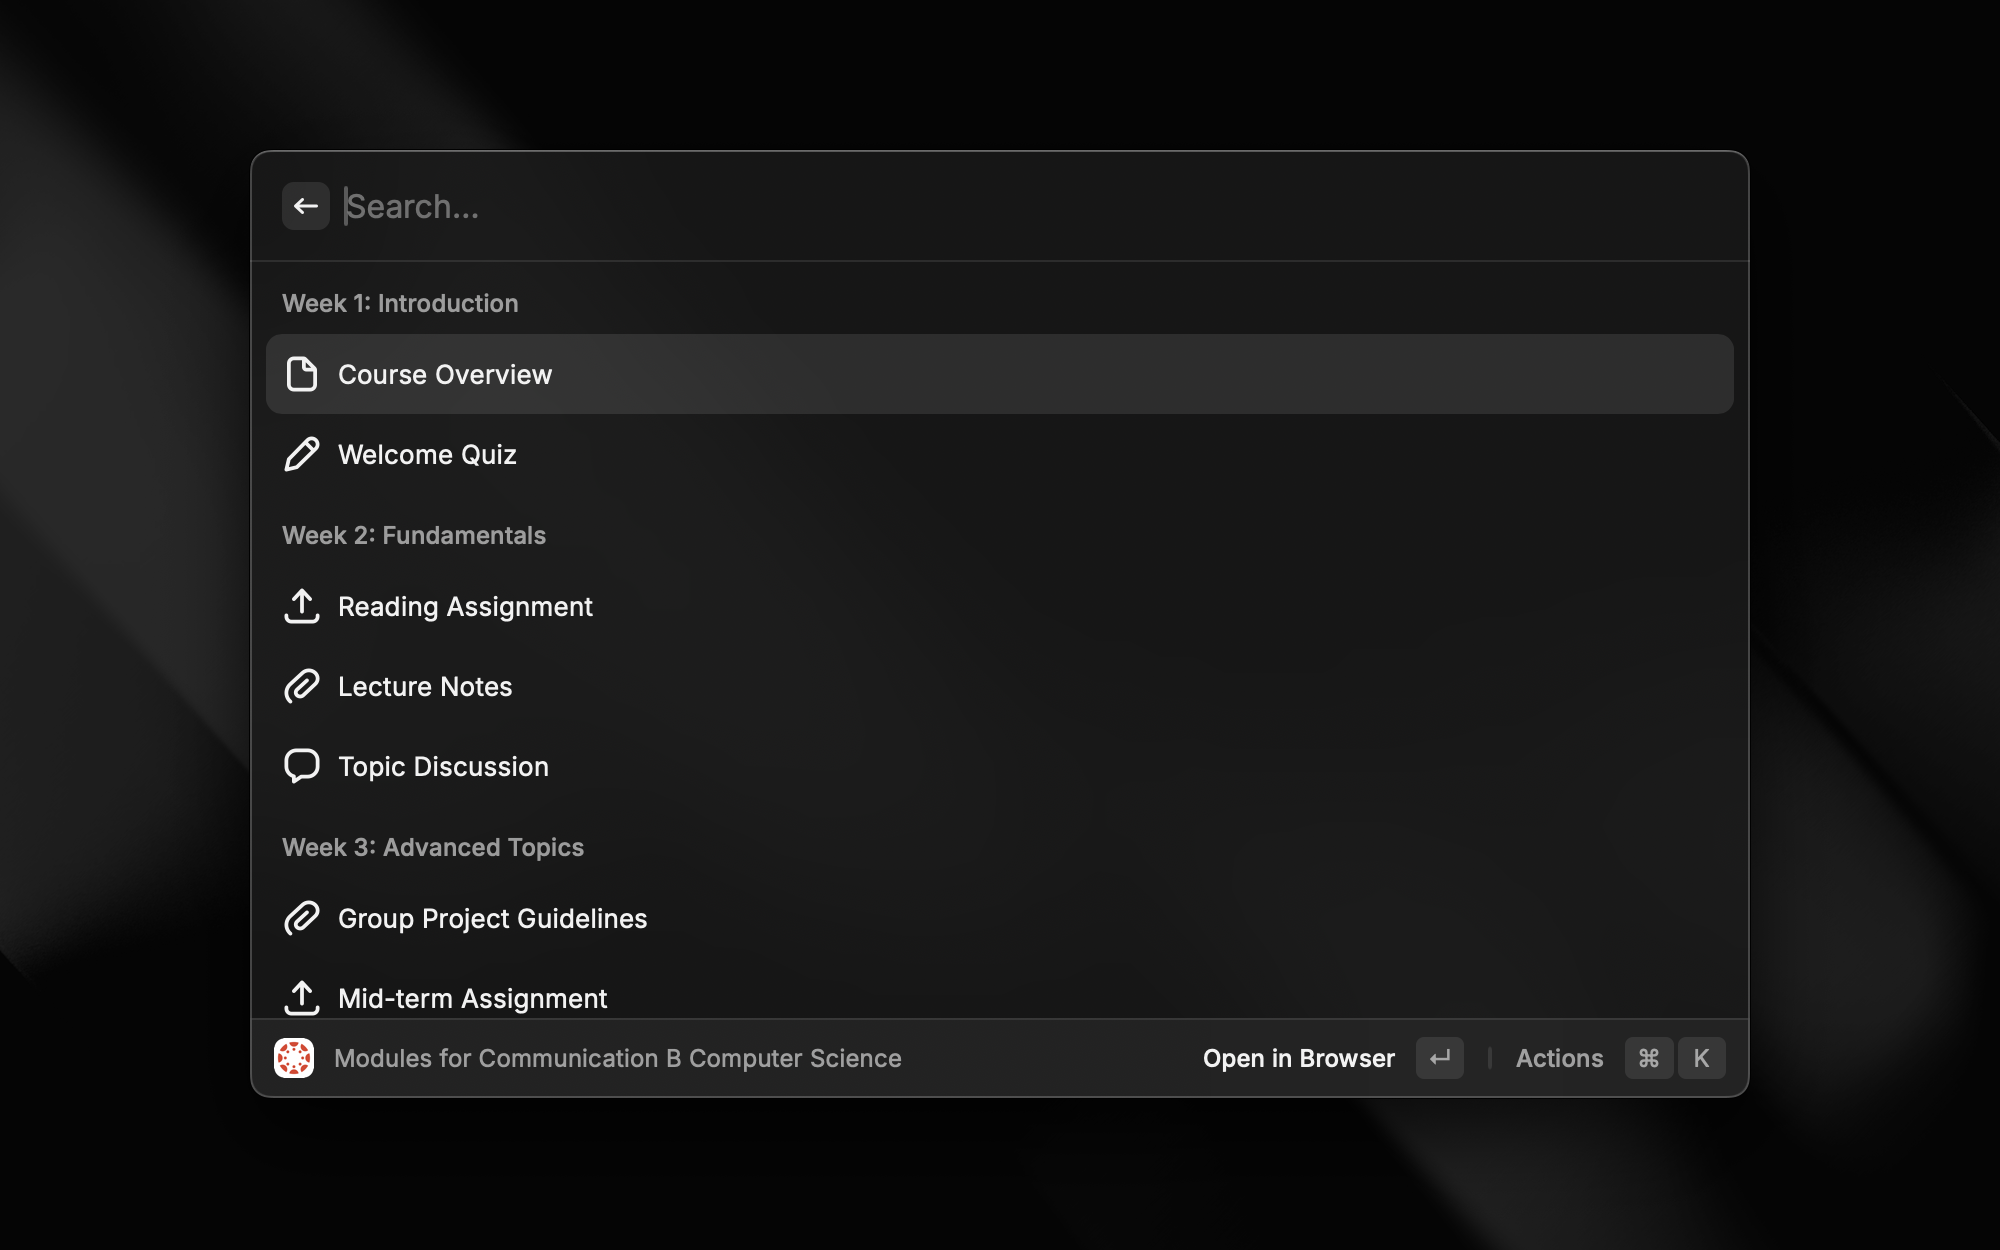 Search...
Week 1: Introduction
Course Overview
Welcome Quiz
Week 2: Fundamentals
Reading Assignment
Lecture Notes
Topic Discussion
Week 3: Advanced Topics
Group Project Guidelines
Mid-term Assignment
Modules for Communication B Computer Science
Open in Browser ↵ | Actions ⌘ K